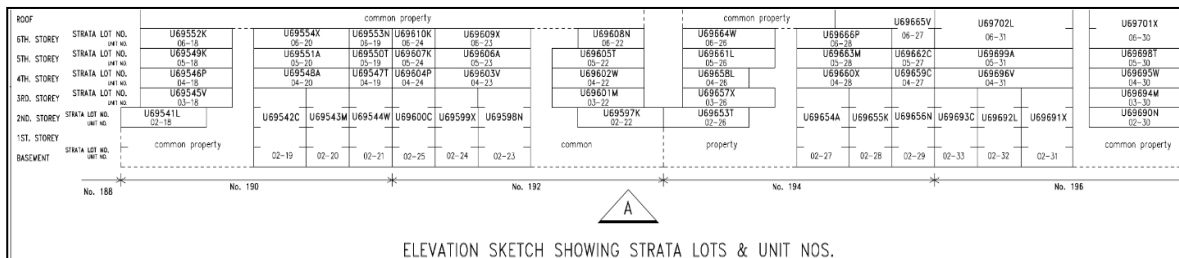 ROOF common property common property U69665V U69702L U69701X
6TH. STOREY STRATA LOT NO. U69552K U69554X U69553N U69610K U69609X U69608N U69664W U69666P
UNIT NO. 06-18 06-20 06-19 06-24 06-23 06-22 06-26 06-28 06-27 06-31 06-30
5TH. STOREY STRATA LOT NO. U69549K U69551A U69550T U69607K U69606A U69605T U69661L U69663M U69662C U69699A U69698T
UNIT NO. 05-18 05-20 05-19 05-24 05-23 05-22 05-26 05-28 05-27 05-31 05-30
4TH. STOREY STRATA LOT NO. U69546P U69548A U69547T U69604P U69603V U69602W U69658L U69660X U69659C U69696V U69695W
UNIT NO. 04-18 04-20 04-19 04-24 04-23 04-22 04-26 04-28 04-27 04-31 04-30
3RD. STOREY STRATA LOT NO. U69545V U69601M U69657X U69694M
UNIT NO. 03-18 03-22 03-26 03-30
2ND. STOREY STRATA LOT NO. U69541L U69542C U69543M U69544W U69600C U69599X U69598N U69597K U69653T U69654A U69655K U69656N U69693C U69692L U69691X U69690N
UNIT NO. 02-18 02-22 02-26 02-30
1ST. STOREY
common property common property common property
BASEMENT STRATA LOT NO.
UNIT NO. 02-19 02-20 02-21 02-25 02-24 02-23 02-27 02-28 02-29 02-33 02-32 02-31
No. 188 No. 190 No. 192 No. 194 No. 196
A
ELEVATION SKETCH SHOWING STRATA LOTS & UNIT NOS.